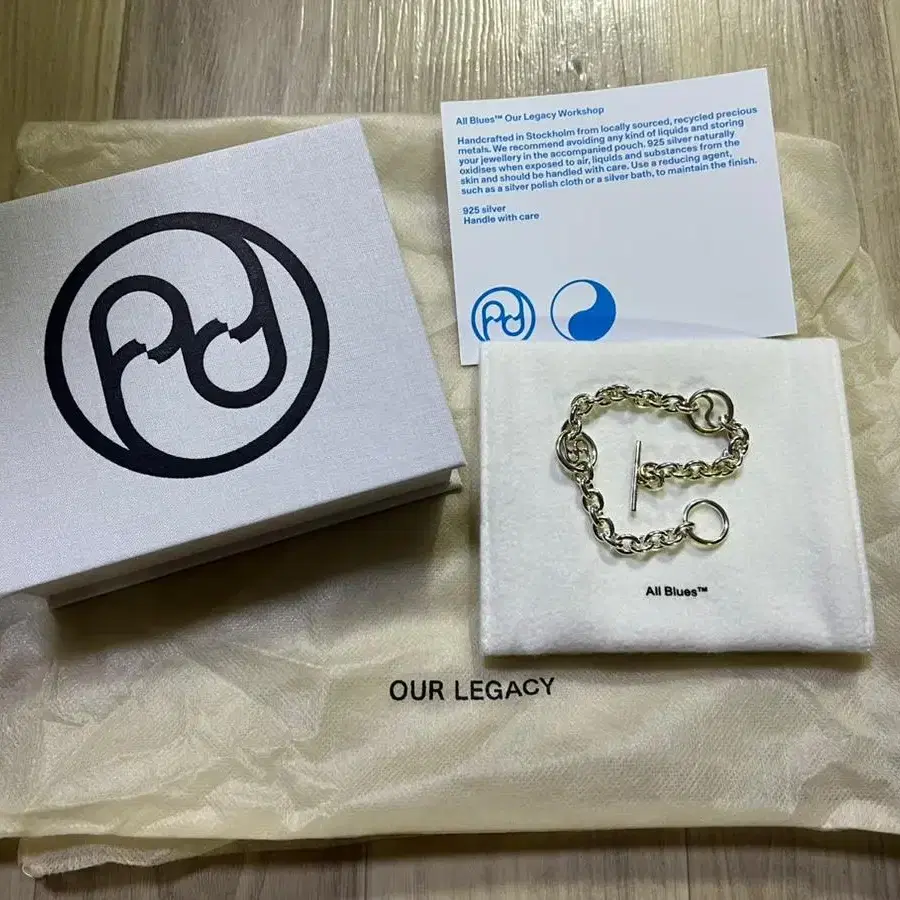 All Blues™ Our Legacy Workshop
Handcrafted in Stockholm from locally sourced, recycled precious
metals. We recommend avoiding any kind of liquids and storing
your jewellery in the accompanied pouch. 925 silver naturally
oxidises when exposed to air, liquids and substances from the
skin and should be handled with care. Use a reducing agent,
such as a silver polish cloth or a silver bath, to maintain the finish.
925 silver
Handle with care
All Blues™
OUR LEGACY